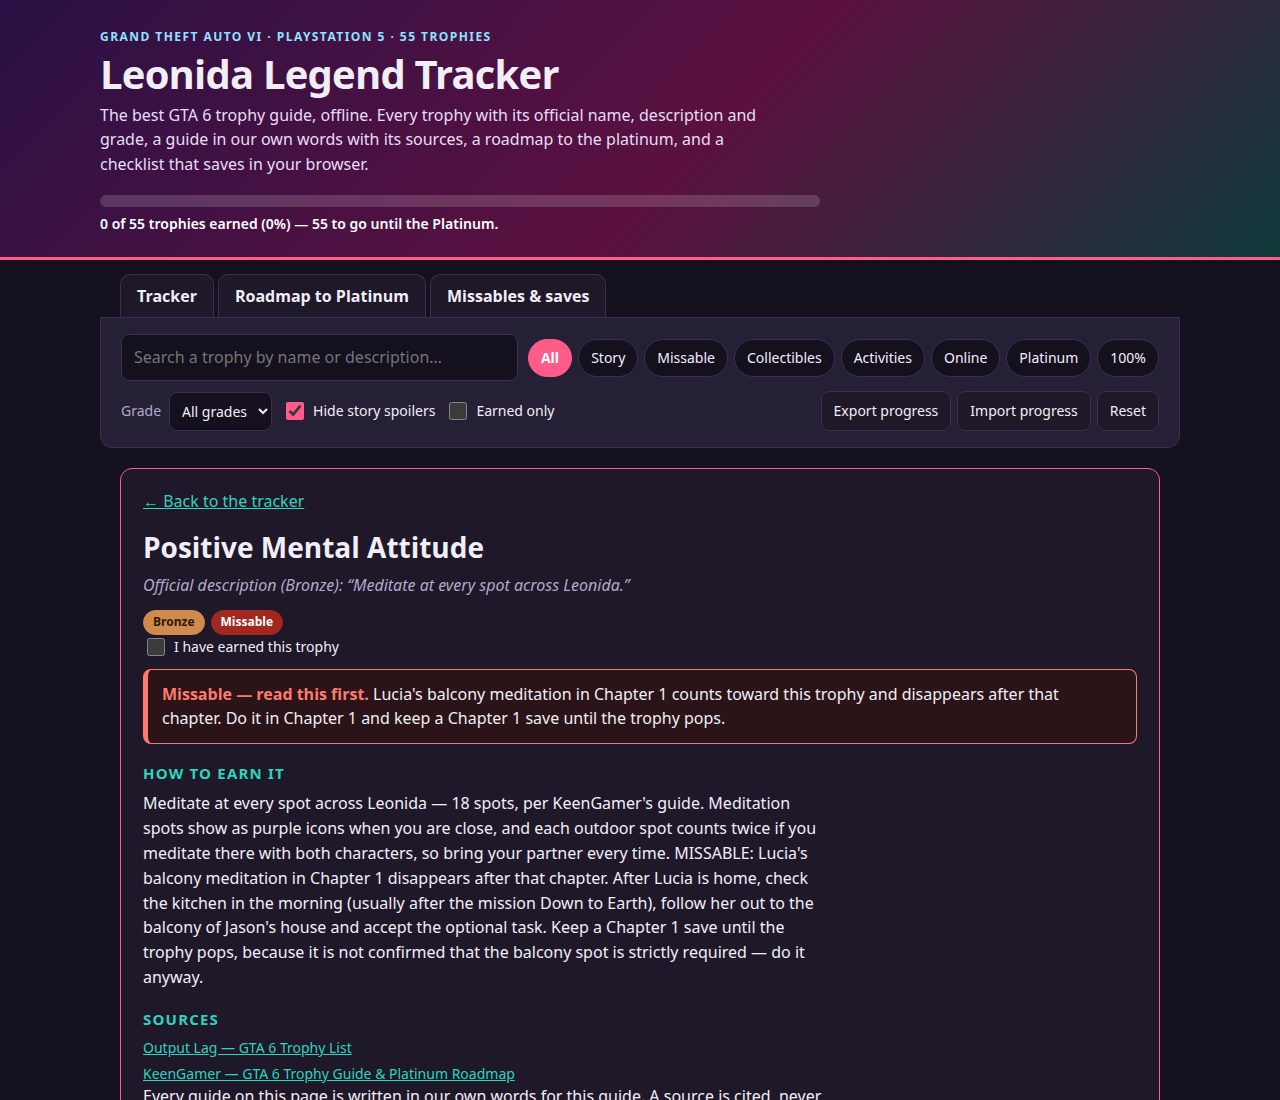 GRAND THEFT AUTO VI · PLAYSTATION 5 · 55 TROPHIES
Leonida Legend Tracker
The best GTA 6 trophy guide, offline. Every trophy with its official name, description and
grade, a guide in our own words with its sources, a roadmap to the platinum, and a
checklist that saves in your browser.
0 of 55 trophies earned (0%) — 55 to go until the Platinum.
Tracker Roadmap to Platinum Missables & saves
Search a trophy by name or description... All Story Missable Collectibles Activities Online Platinum 100%
Grade All grades Hide story spoilers Earned only Export progress Import progress Reset
← Back to the tracker
Positive Mental Attitude
Official description (Bronze): “Meditate at every spot across Leonida.”
Bronze Missable
I have earned this trophy
Missable — read this first. Lucia's balcony meditation in Chapter 1 counts toward this trophy and disappears after that
chapter. Do it in Chapter 1 and keep a Chapter 1 save until the trophy pops.
HOW TO EARN IT
Meditate at every spot across Leonida — 18 spots, per KeenGamer's guide. Meditation
spots show as purple icons when you are close, and each outdoor spot counts twice if you
meditate there with both characters, so bring your partner every time. MISSABLE: Lucia's
balcony meditation in Chapter 1 disappears after that chapter. After Lucia is home, check
the kitchen in the morning (usually after the mission Down to Earth), follow her out to the
balcony of Jason's house and accept the optional task. Keep a Chapter 1 save until the
trophy pops, because it is not confirmed that the balcony spot is strictly required — do it
anyway.
SOURCES
Output Lag — GTA 6 Trophy List
KeenGamer — GTA 6 Trophy Guide & Platinum Roadmap
Every guide on this page is written in our own words for this guide. A source is cited, never